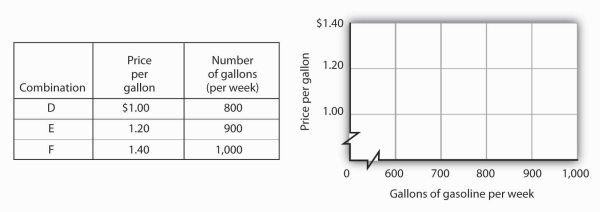 Combination Price per gallon Number of gallons (per week)
D $1.00 800
E 1.20 900
F 1.40 1,000
Price per gallon
$1.40
1.20
1.00
0 600 700 800 900 1,000
Gallons of gasoline per week